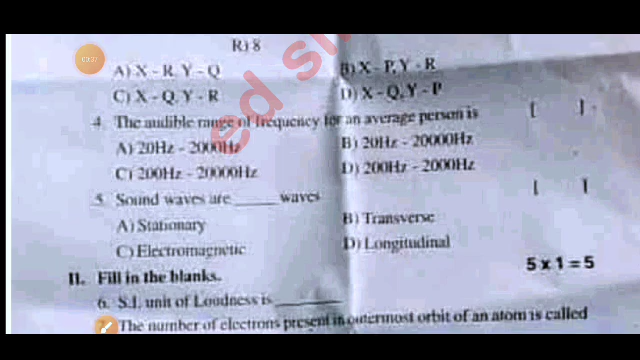 R) 8
A) X - R, Y - Q B) X - P, Y - R
C) X - Q, Y - R D) X - Q, Y - P
4. The audible range of frequency for an average person is [ ]
A) 20Hz - 2000Hz B) 20Hz - 20000Hz
C) 200Hz - 20000Hz D) 200Hz - 2000Hz
5. Sound waves are _____ waves [ ]
A) Stationary B) Transverse
C) Electromagnetic D) Longitudinal
II. Fill in the blanks. 5 x 1 = 5
6. S.I. unit of Loudness is ________
The number of electrons present in outermost orbit of an atom is called